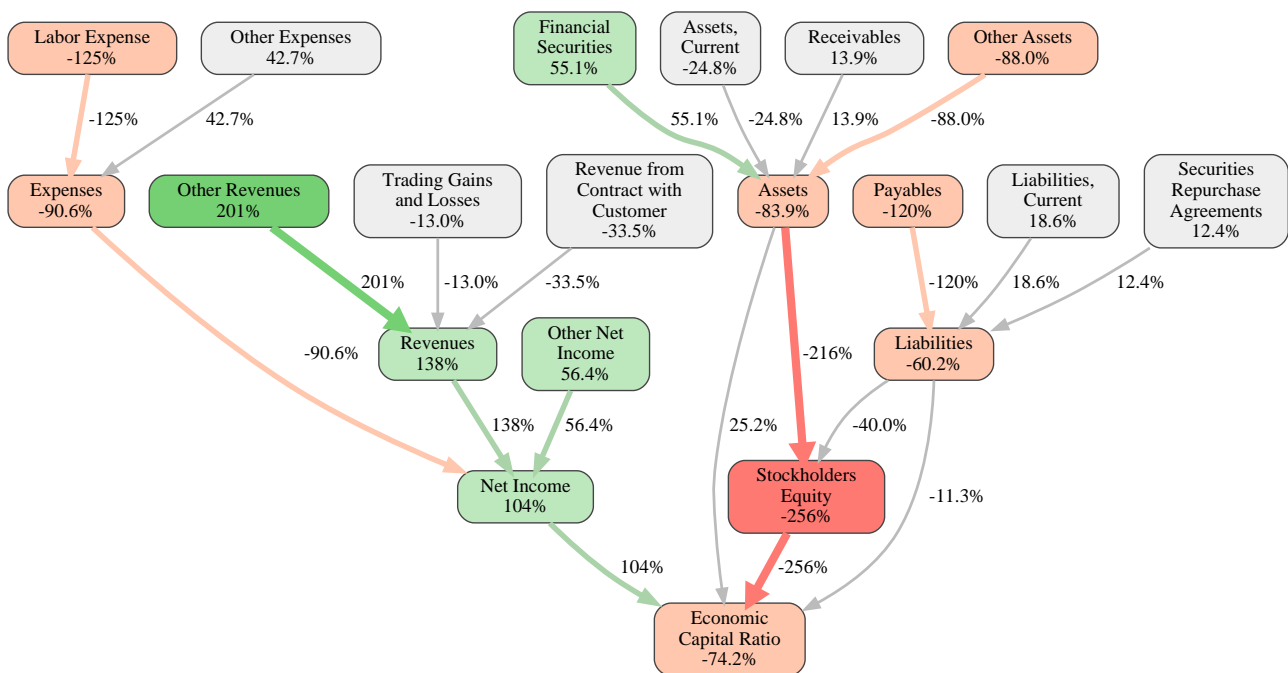 Labor Expense
-125%
Other Expenses
42.7%
Financial
Securities
55.1%
Assets,
Current
-24.8%
Receivables
13.9%
Other Assets
-88.0%
-125%
42.7%
55.1%
-24.8%
13.9%
-88.0%
Expenses
-90.6%
Other Revenues
201%
Trading Gains
and Losses
-13.0%
Revenue from
Contract with
Customer
-33.5%
Assets
-83.9%
Payables
-120%
Liabilities,
Current
18.6%
Securities
Repurchase
Agreements
12.4%
201%
-13.0%
-33.5%
-120%
18.6%
12.4%
-90.6%
Revenues
138%
Other Net
Income
56.4%
-216%
Liabilities
-60.2%
138%
56.4%
25.2%
-40.0%
Net Income
104%
Stockholders
Equity
-256%
-11.3%
104%
-256%
Economic
Capital Ratio
-74.2%